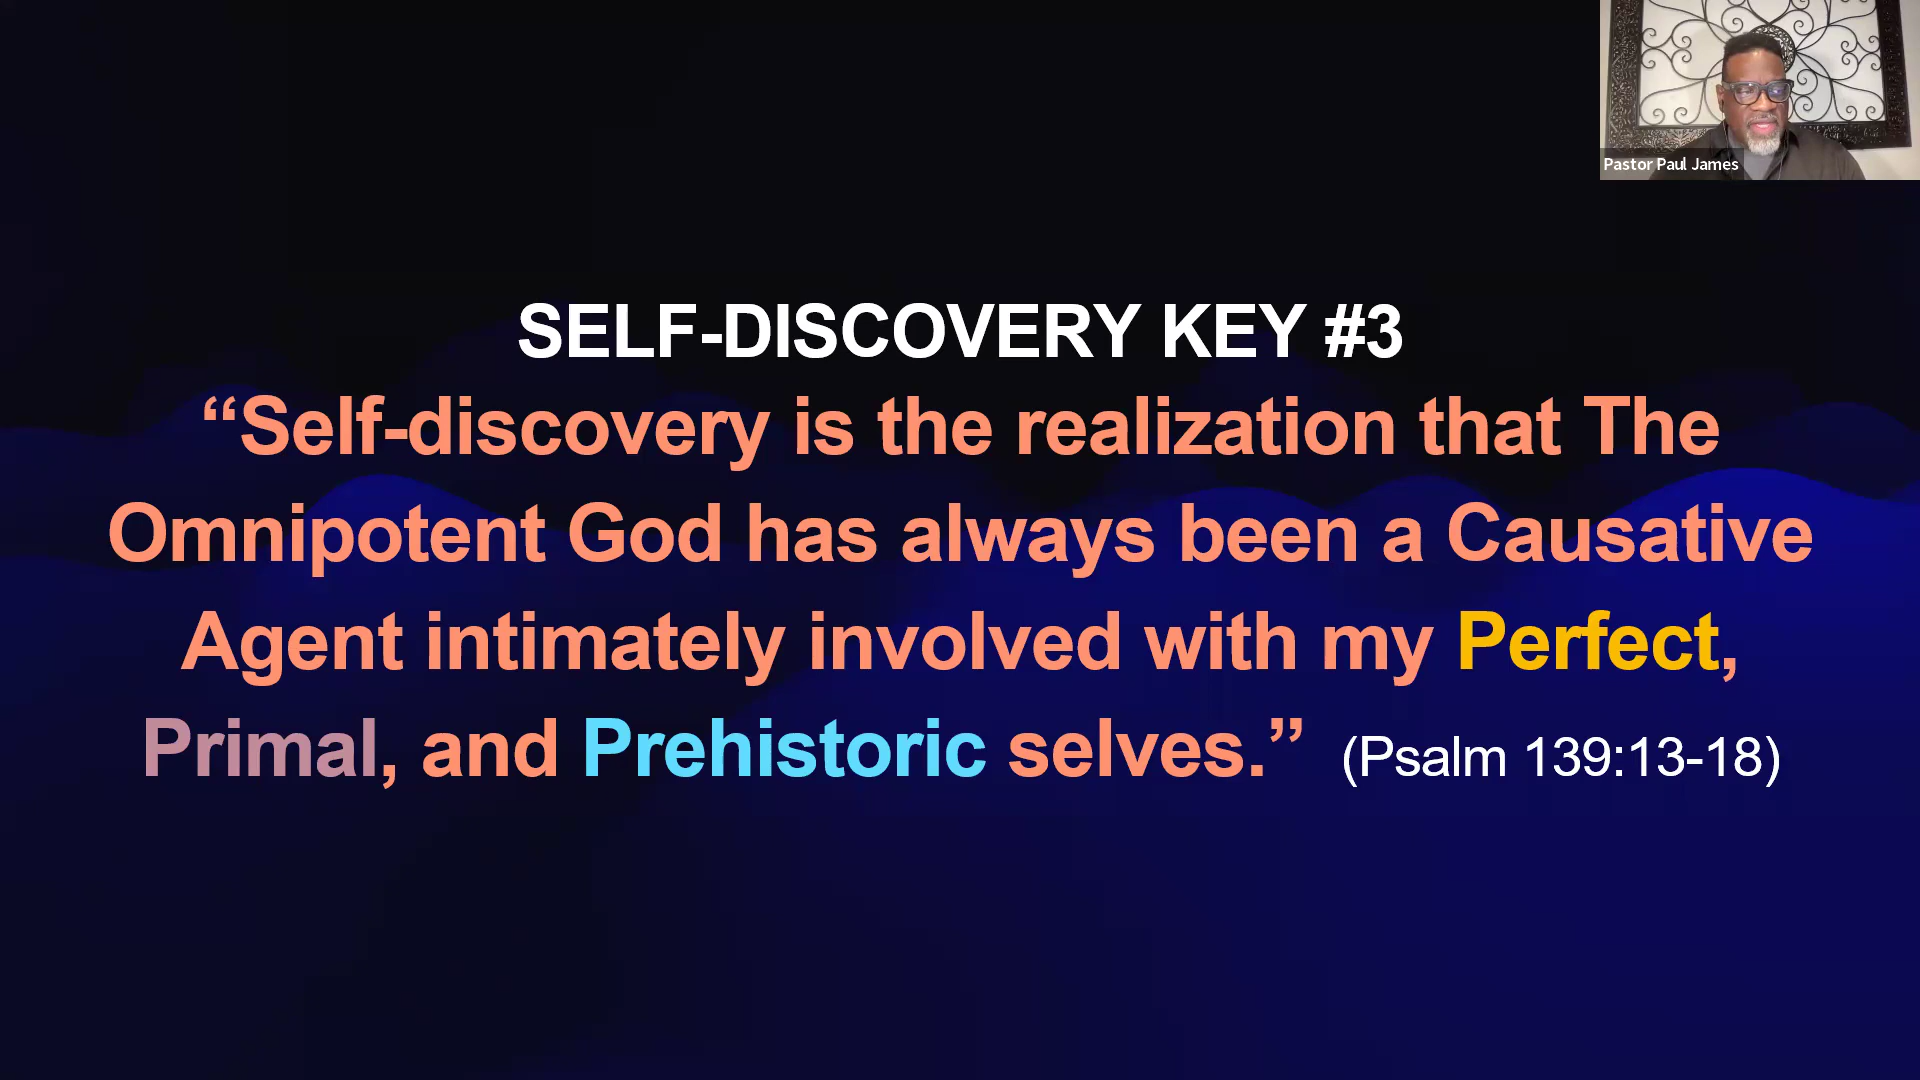 Pastor Paul James
SELF-DISCOVERY KEY #3
“Self-discovery is the realization that The
Omnipotent God has always been a Causative
Agent intimately involved with my Perfect,
Primal, and Prehistoric selves.” (Psalm 139:13-18)